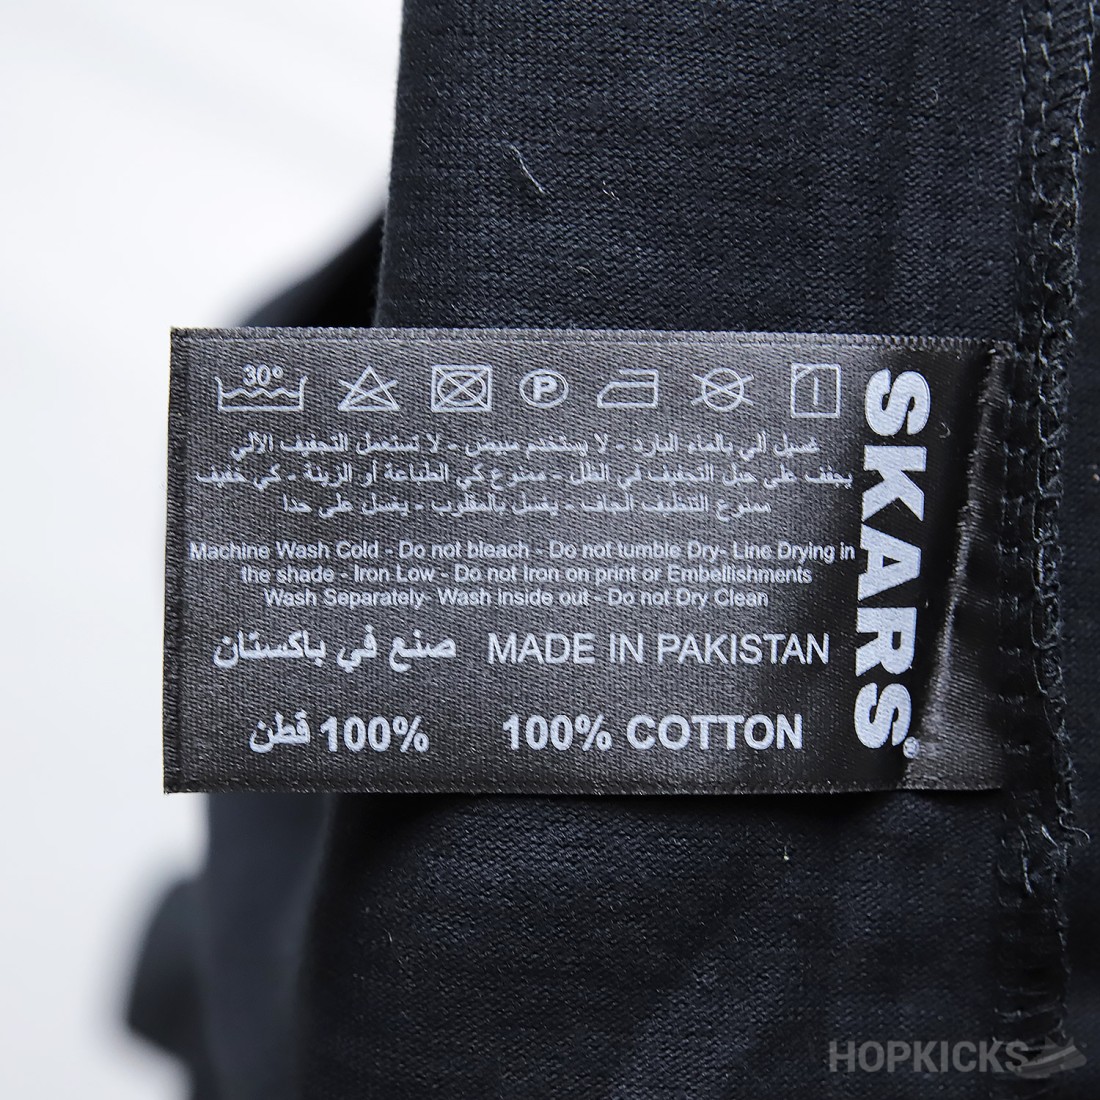 30°
P
غسيل آلي بالماء البارد - لا يستخدم مبيض - لا تستعمل التجفيف الآلي
يجفف على حبل التجفيف في الظل - ممنوع كي الطباعة أو الزينة - كي خفيف
ممنوع التنظيف الجاف - يغسل بالمقلوب - يغسل على حدا
Machine Wash Cold - Do not bleach - Do not tumble Dry- Line Drying in
the shade - Iron Low - Do not Iron on print or Embellishments
Wash Separately- Wash inside out - Do not Dry Clean
صنع في باكستان MADE IN PAKISTAN
100% قطن 100% COTTON
SKARS®
HOPKICKS